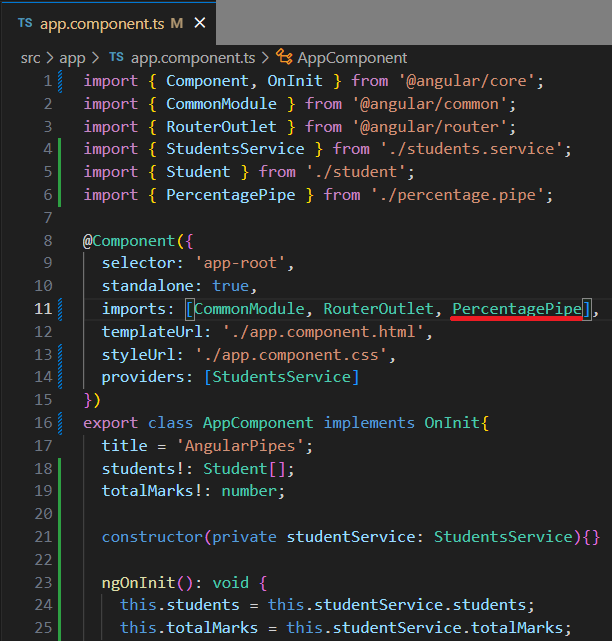 TS app.component.ts M ×
src > app > TS app.component.ts > AppComponent
1 import { Component, OnInit } from '@angular/core';
2 import { CommonModule } from '@angular/common';
3 import { RouterOutlet } from '@angular/router';
4 import { StudentsService } from './students.service';
5 import { Student } from './student';
6 import { PercentagePipe } from './percentage.pipe';
7
8 @Component({
9   selector: 'app-root',
10   standalone: true,
11   imports: [CommonModule, RouterOutlet, PercentagePipe],
12   templateUrl: './app.component.html',
13   styleUrl: './app.component.css',
14   providers: [StudentsService]
15 })
16 export class AppComponent implements OnInit{
17   title = 'AngularPipes';
18   students!: Student[];
19   totalMarks!: number;
20
21   constructor(private studentService: StudentsService){}
22
23   ngOnInit(): void {
24     this.students = this.studentService.students;
25     this.totalMarks = this.studentService.totalMarks;